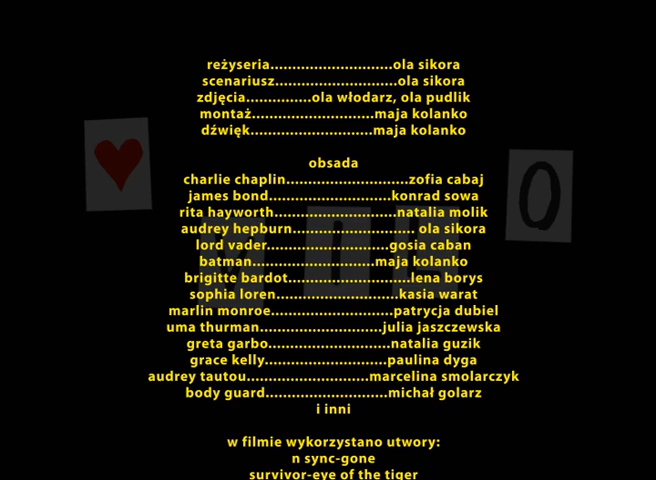 reżyseria............................ola sikora
scenariusz............................ola sikora
zdjęcia...............ola włodarz, ola pudlik
montaż............................maja kolanko
dźwięk............................maja kolanko
obsada
charlie chaplin............................zofia cabaj
james bond............................konrad sowa
rita hayworth............................natalia molik
audrey hepburn............................ ola sikora
lord vader............................gosia caban
batman............................maja kolanko
brigitte bardot............................lena borys
sophia loren............................kasia warat
marlin monroe............................patrycja dubiel
uma thurman............................julia jaszczewska
greta garbo............................natalia guzik
grace kelly............................paulina dyga
audrey tautou............................marcelina smolarczyk
body guard............................michał golarz
i inni
w filmie wykorzystano utwory:
n sync-gone
survivor-eye of the tiger